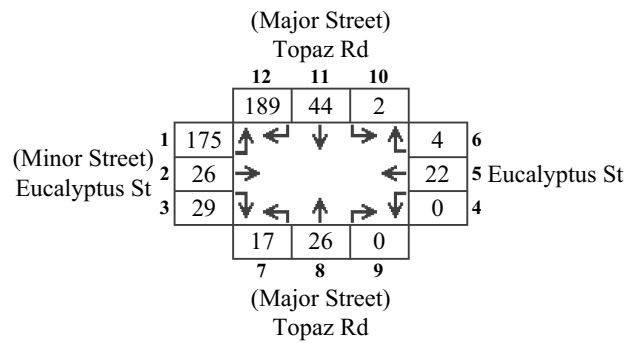 (Major Street)
Topaz Rd
12 11 10
189 44 2
1 175 4 6
(Minor Street)
Eucalyptus St
2 26 22 5 Eucalyptus St
3 29 0 4
17 26 0
7 8 9
(Major Street)
Topaz Rd